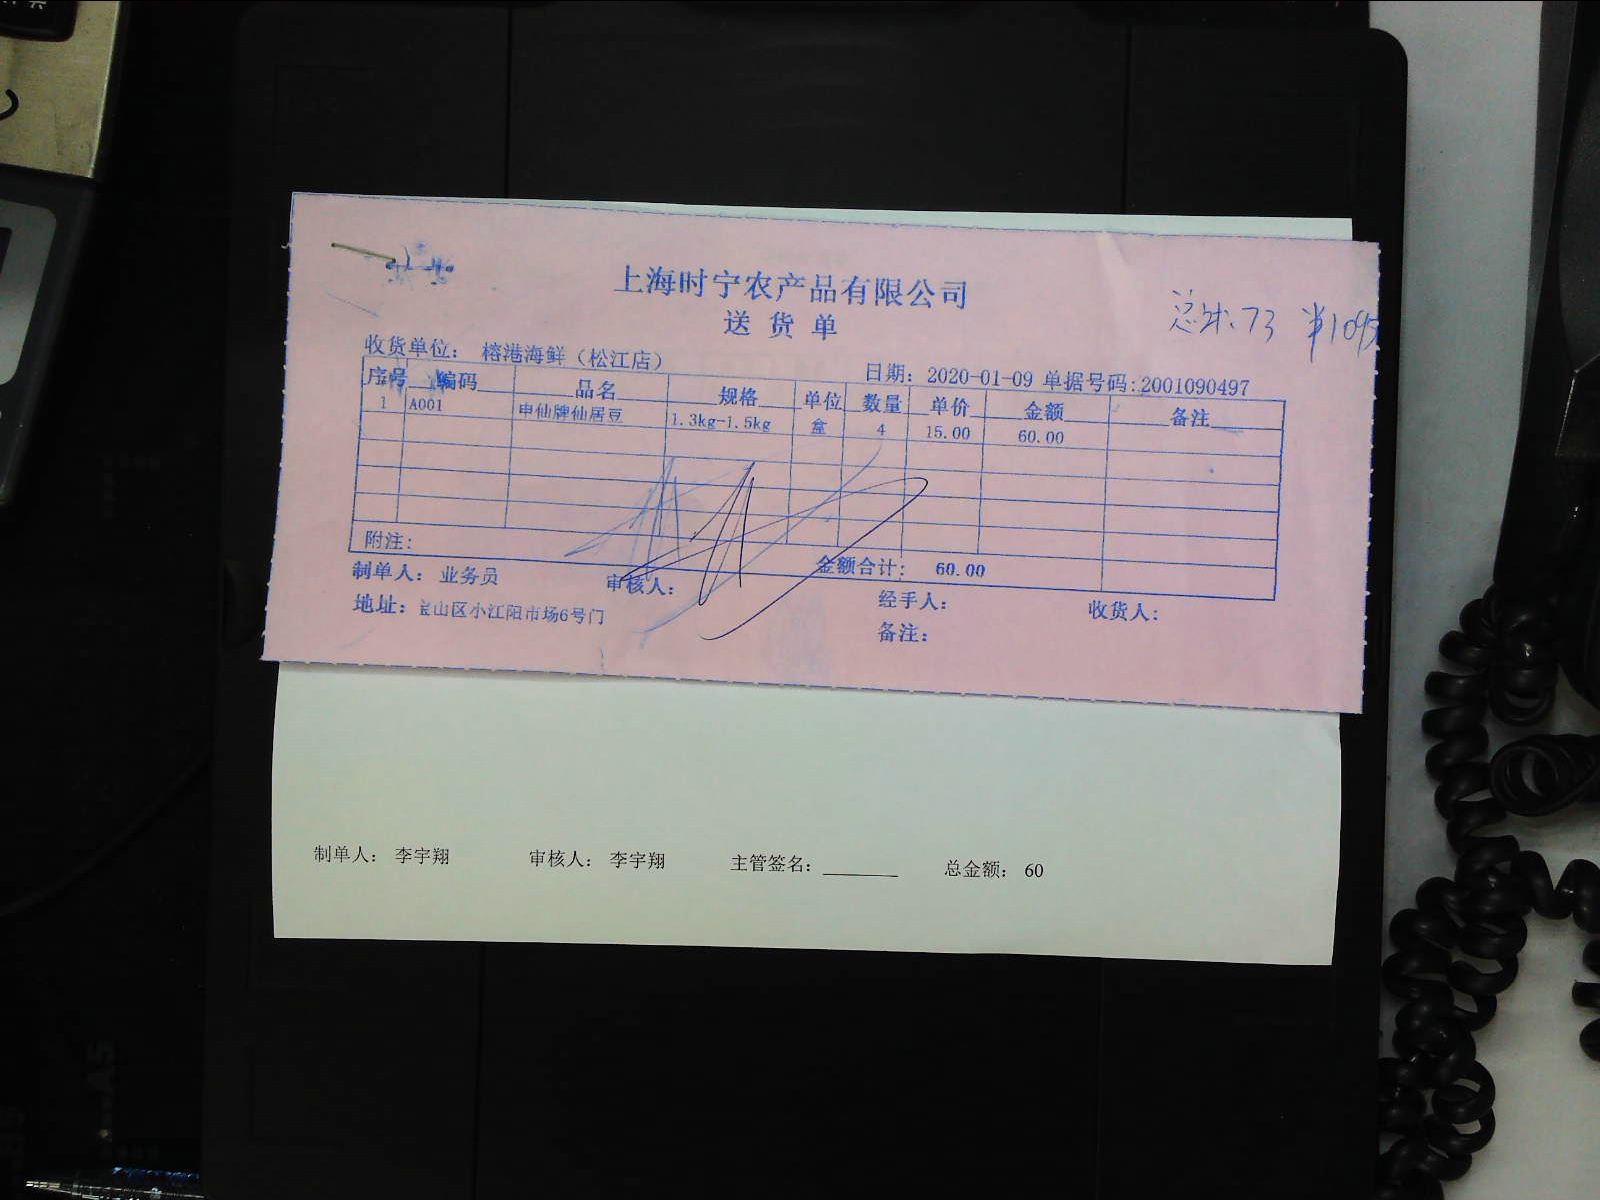 上海时宁农产品有限公司
送货单
总计:73 ¥1095
收货单位: 榕港海鲜(松江店)
日期: 2020-01-09 单据号码:2001090497
序号 编码 品名 规格 单位 数量 单价 金额 备注
1 A001 申仙牌仙居豆 1.3kg-1.5kg 盒 4 15.00 60.00
附注:
金额合计: 60.00
制单人: 业务员 审核人: 经手人: 收货人:
地址: 宝山区小江阳市场6号门
备注:
制单人: 李宇翔 审核人: 李宇翔 主管签名: 总金额: 60